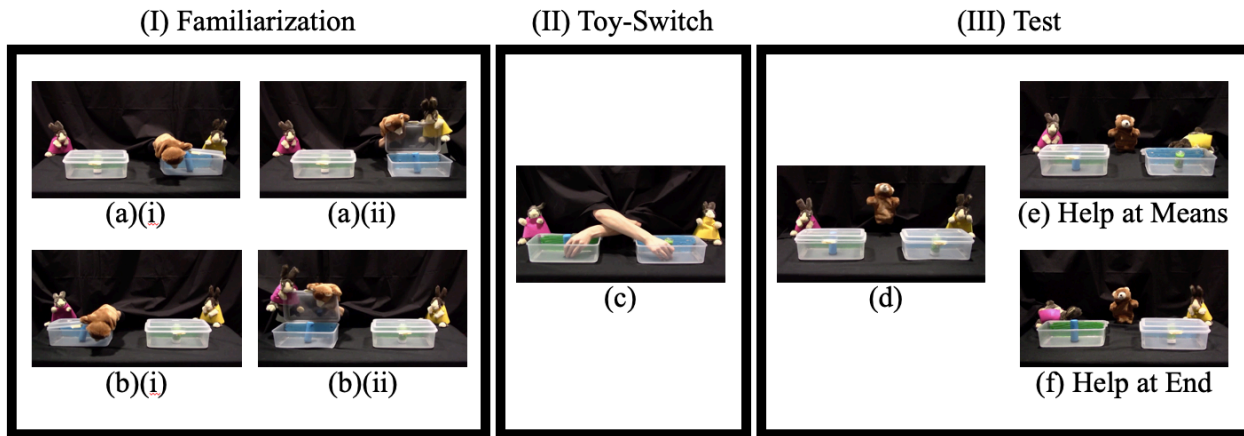 (I) Familiarization
(II) Toy-Switch
(III) Test
(a)(i)
(a)(ii)
(b)(i)
(b)(ii)
(c)
(d)
(e) Help at Means
(f) Help at End